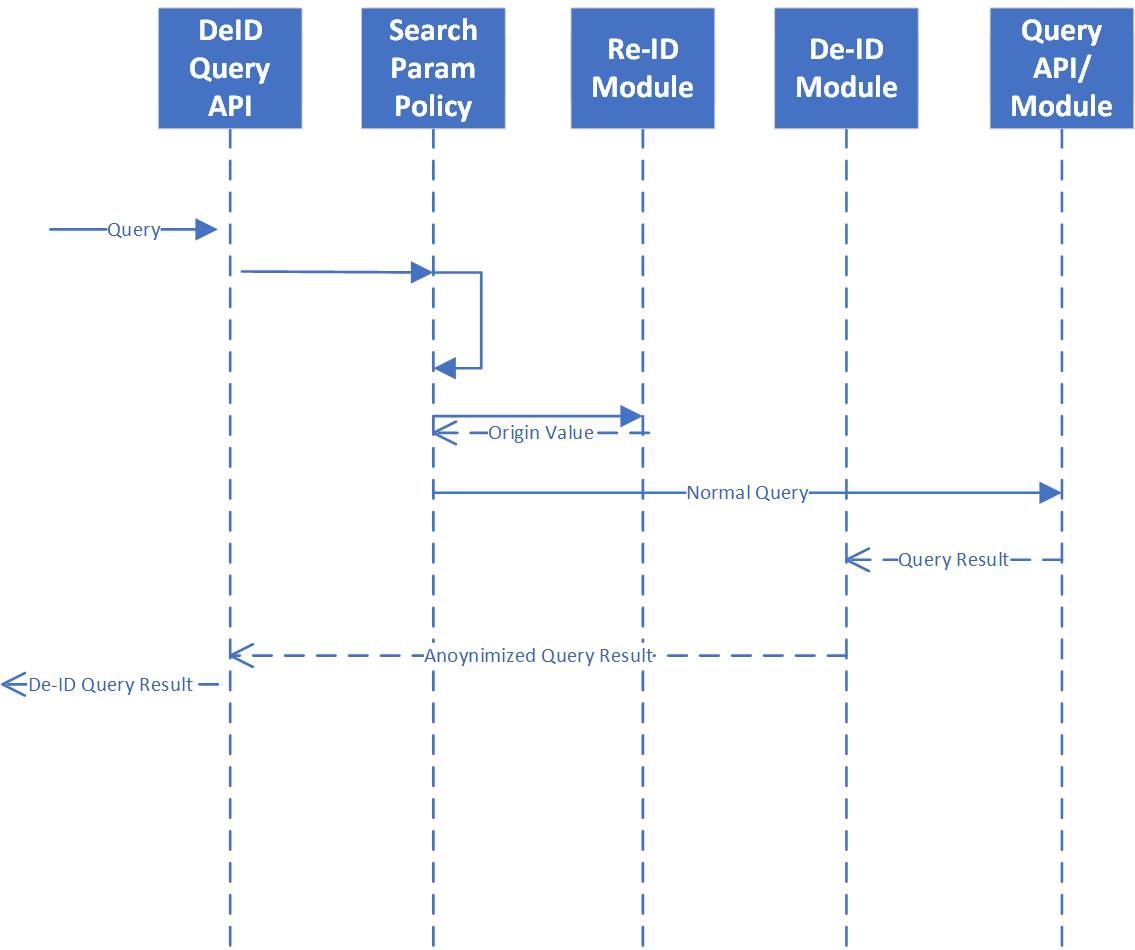 DeID
Query
API
Search
Param
Policy
Re-ID
Module
De-ID
Module
Query
API/
Module
Query
Origin Value
Normal Query
Query Result
Anoynimized Query Result
De-ID Query Result